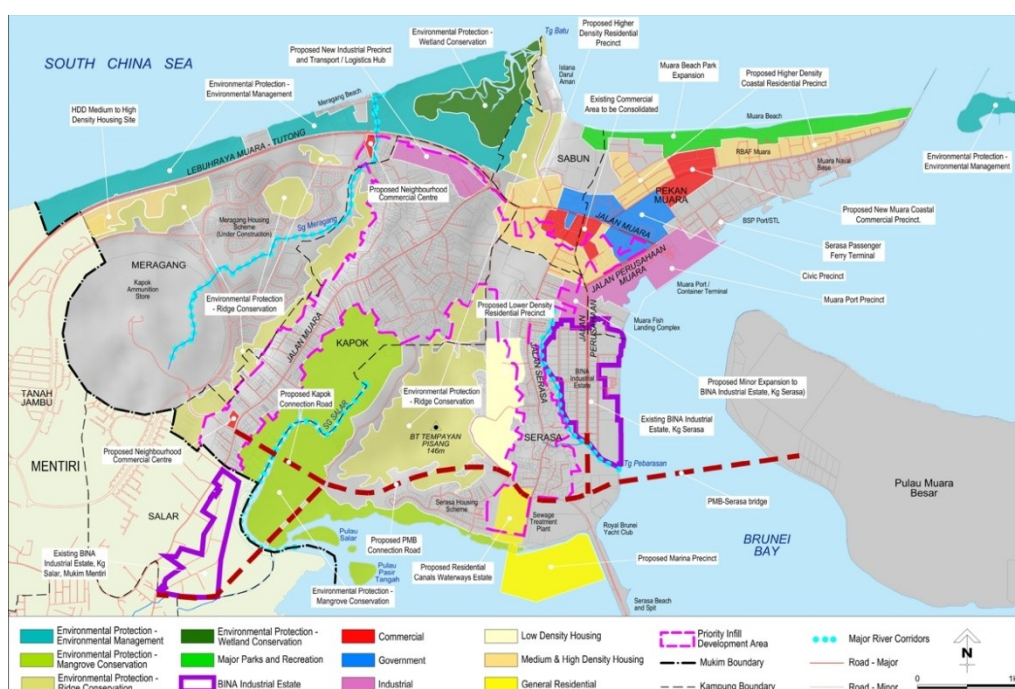 SOUTH CHINA SEA
Environmental Protection -
Wetland Conservation
Tg Batu
Proposed Higher
Density Residential
Precinct
Proposed New Industrial Precinct
and Transport / Logistics Hub
Istana
Darul
Aman
Muara Beach Park
Expansion
Proposed Higher Density
Coastal Residential Precinct
HDD Medium to High
Density Housing Site
Environmental Protection -
Environmental Management
Meragang Beach
Existing Commercial
Area to be Consolidated
Muara Beach
LEBUHRAYA MUARA - TUTONG
SABUN
RBAF Muara
Muara Naval
Base
Environmental Protection -
Environmental Management
PEKAN
MUARA
Proposed Neighbourhood
Commercial Centre
Sg Meragang
Meragang Housing
Scheme
(Under Construction)
JALAN MUARA
BSP Port/STL
Proposed New Muara Coastal
Commercial Precinct.
MERAGANG
Kapok
Ammunition
Store
Serasa Passenger
Ferry Terminal
JALAN PERUSAHAAN
MUARA
Civic Precinct
Environmental Protection -
Ridge Conservation
Muara Port /
Container Terminal
Muara Port Precinct
Proposed Lower Density
Residential Precinct
JALAN MUARA
KAPOK
JALAN SERASA
JALAN
PERUSAHAAN
Muara Fish
Landing Complex
TANAH
JAMBU
Proposed Kapok
Connection Road
Environmental Protection
- Ridge Conservation
BINA
Industrial
Estate
Proposed Minor Expansion to
BINA Industrial Estate, Kg Serasa)
SG SALAR
Existing BINA Industrial
Estate, Kg Serasa
BT TEMPAYAN
PISANG
146m
SERASA
MENTIRI
Proposed Neighbourhood
Commercial Centre
Tg Pebarasan
Pulau Muara
Besar
PMB-Serasa bridge
SALAR
Serasa Housing
Scheme
Sewage
Treatment
Plant
Royal Brunei
Yacht Club
Pulau
Salar
Proposed PMB
Connection Road
BRUNEI
BAY
Existing BINA
Industrial Estate, Kg
Salar, Mukim Mentiri
Pulau
Pasir
Tangah
Proposed Residential
Canals Waterways Estate
Proposed Marina Precinct
Environmental Protection -
Mangrove Conservation
Serasa Beach
and Spit
Environmental Protection -
Environmental Management
Environmental Protection -
Wetland Conservation
Commercial
Low Density Housing
Priority Infill
Development Area
Major River Corridors
Environmental Protection -
Mangrove Conservation
Major Parks and Recreation
Government
Medium & High Density Housing
Mukim Boundary
Road - Major
N
Environmental Protection -
Ridge Conservation
BINA Industrial Estate
Industrial
General Residential
Kampung Boundary
Road - Minor
0